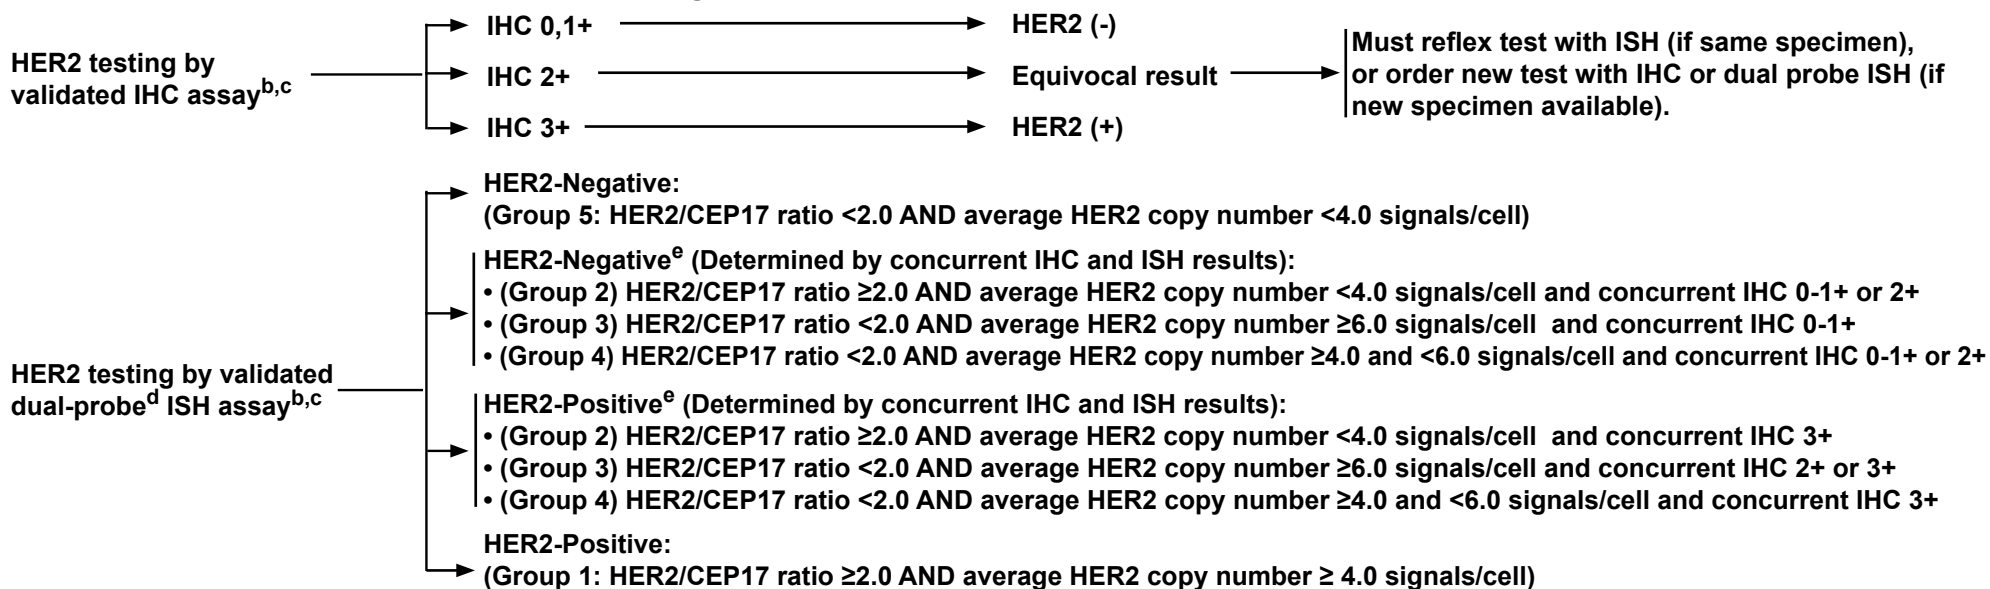 HER2 testing by
validated IHC assayb,c
IHC 0,1+
HER2 (-)
IHC 2+
Equivocal result
Must reflex test with ISH (if same specimen),
or order new test with IHC or dual probe ISH (if
new specimen available).
IHC 3+
HER2 (+)
HER2 testing by validated
dual-probed ISH assayb,c
HER2-Negative:
(Group 5: HER2/CEP17 ratio <2.0 AND average HER2 copy number <4.0 signals/cell)
HER2-Negativee (Determined by concurrent IHC and ISH results):
• (Group 2) HER2/CEP17 ratio ≥2.0 AND average HER2 copy number <4.0 signals/cell and concurrent IHC 0-1+ or 2+
• (Group 3) HER2/CEP17 ratio <2.0 AND average HER2 copy number ≥6.0 signals/cell and concurrent IHC 0-1+
• (Group 4) HER2/CEP17 ratio <2.0 AND average HER2 copy number ≥4.0 and <6.0 signals/cell and concurrent IHC 0-1+ or 2+
HER2-Positivee (Determined by concurrent IHC and ISH results):
• (Group 2) HER2/CEP17 ratio ≥2.0 AND average HER2 copy number <4.0 signals/cell and concurrent IHC 3+
• (Group 3) HER2/CEP17 ratio <2.0 AND average HER2 copy number ≥6.0 signals/cell and concurrent IHC 2+ or 3+
• (Group 4) HER2/CEP17 ratio <2.0 AND average HER2 copy number ≥4.0 and <6.0 signals/cell and concurrent IHC 3+
HER2-Positive:
(Group 1: HER2/CEP17 ratio ≥2.0 AND average HER2 copy number ≥ 4.0 signals/cell)